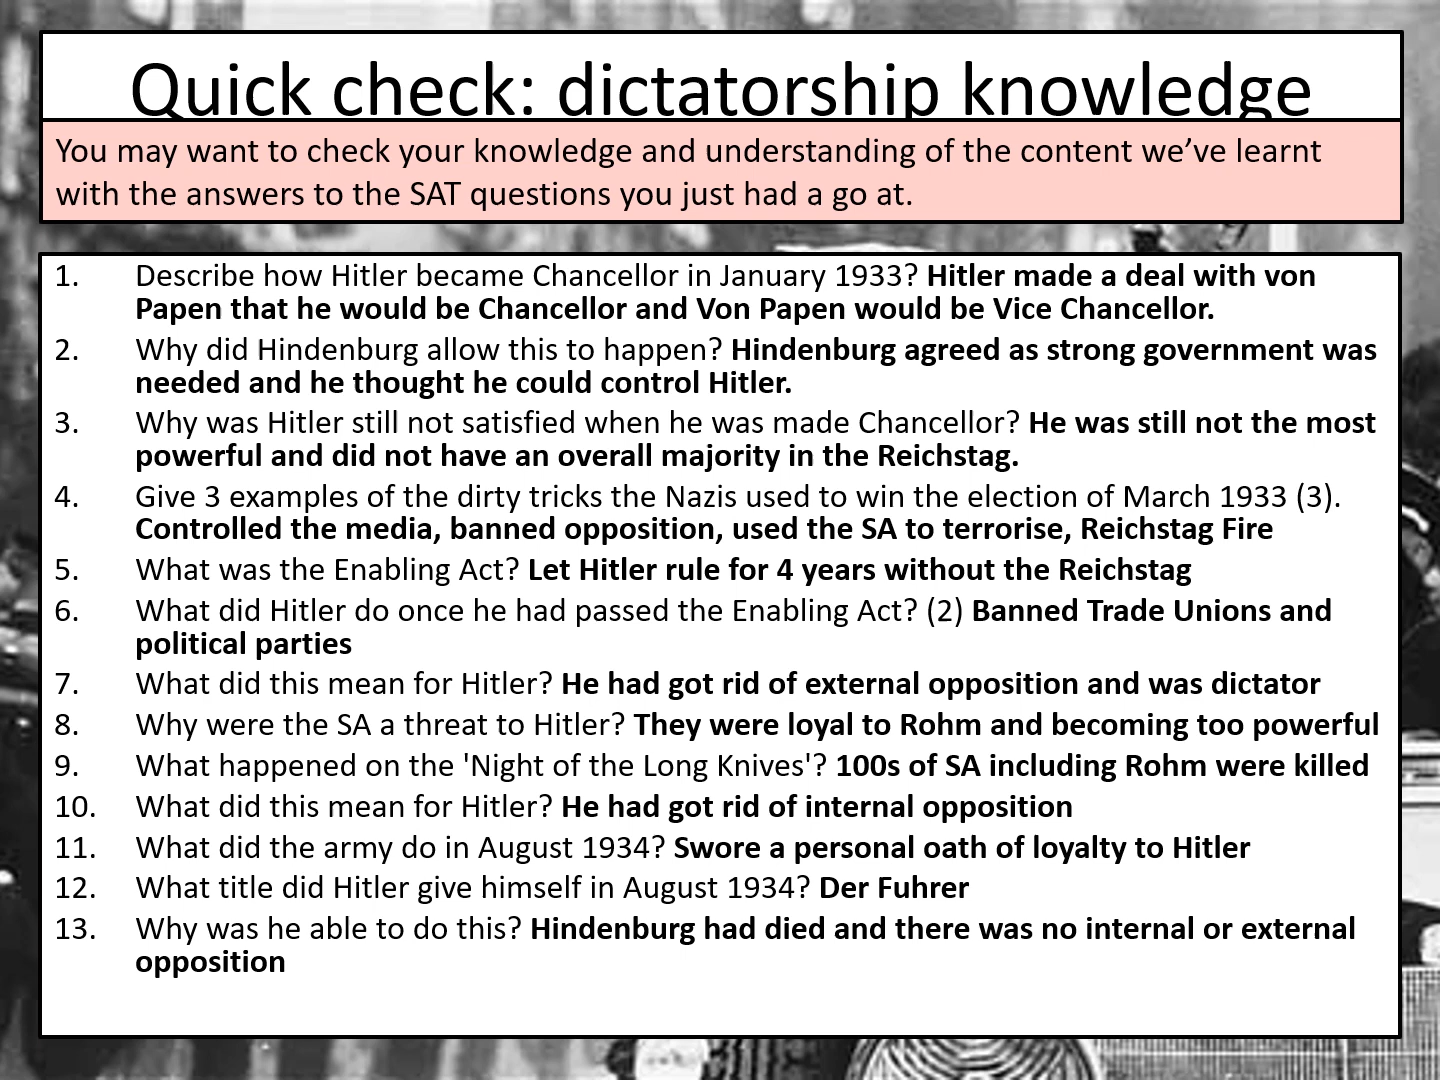 Quick check: dictatorship knowledge
You may want to check your knowledge and understanding of the content we’ve learnt
with the answers to the SAT questions you just had a go at.
1. Describe how Hitler became Chancellor in January 1933? Hitler made a deal with von
Papen that he would be Chancellor and Von Papen would be Vice Chancellor.
2. Why did Hindenburg allow this to happen? Hindenburg agreed as strong government was
needed and he thought he could control Hitler.
3. Why was Hitler still not satisfied when he was made Chancellor? He was still not the most
powerful and did not have an overall majority in the Reichstag.
4. Give 3 examples of the dirty tricks the Nazis used to win the election of March 1933 (3).
Controlled the media, banned opposition, used the SA to terrorise, Reichstag Fire
5. What was the Enabling Act? Let Hitler rule for 4 years without the Reichstag
6. What did Hitler do once he had passed the Enabling Act? (2) Banned Trade Unions and
political parties
7. What did this mean for Hitler? He had got rid of external opposition and was dictator
8. Why were the SA a threat to Hitler? They were loyal to Rohm and becoming too powerful
9. What happened on the 'Night of the Long Knives'? 100s of SA including Rohm were killed
10. What did this mean for Hitler? He had got rid of internal opposition
11. What did the army do in August 1934? Swore a personal oath of loyalty to Hitler
12. What title did Hitler give himself in August 1934? Der Fuhrer
13. Why was he able to do this? Hindenburg had died and there was no internal or external
opposition